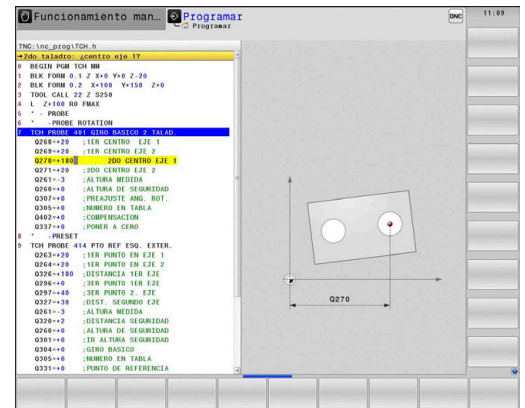 Funcionamiento man...
Programar
Programar
DNC
11:09
TNC:\nc_prog\TCH.h
→2do taladro: ¿centro eje 1?
0 BEGIN PGM TCH MM
1 BLK FORM 0.1 Z X+0 Y+0 Z-20
2 BLK FORM 0.2 X+100 Y+150 Z+0
3 TOOL CALL 22 Z S250
4 L Z+100 R0 FMAX
5 * - PROBE
6 * -PROBE ROTATION
7 TCH PROBE 401 GIRO BASICO 2 TALAD.
Q268=+20 ;1ER CENTRO EJE 1
Q269=+20 ;1ER CENTRO EJE 2
Q270=+180 2DO CENTRO EJE 1
Q271=+20 ;2DO CENTRO EJE 2
Q261=-3 ;ALTURA MEDIDA
Q260=+0 ;ALTURA DE SEGURIDAD
Q307=+0 ;PREAJUSTE ANG. ROT.
Q305=+0 ;NUMERO EN TABLA
Q402=+0 ;COMPENSACION
Q337=+0 ;PONER A CERO
8 * -PRESET
9 TCH PROBE 414 PTO REF ESQ. EXTER.
Q263=+20 ;1ER PUNTO EN EJE 1
Q264=+20 ;1ER PUNTO EN EJE 2
Q326=+180 ;DISTANCIA 1ER EJE
Q296=+0 ;3ER PUNTO 1ER EJE
Q297=+40 ;3ER PUNTO 2. EJE
Q327=+30 ;DIST. SEGUNDO EJE
Q261=-3 ;ALTURA MEDIDA
Q320=+2 ;DISTANCIA SEGURIDAD
Q260=+0 ;ALTURA DE SEGURIDAD
Q301=+0 ;IR ALTURA SEGURIDAD
Q304=+0 ;GIRO BASICO
Q305=+0 ;NUMERO EN TABLA
Q331=+0 ;PUNTO DE REFERENCIA
Q270